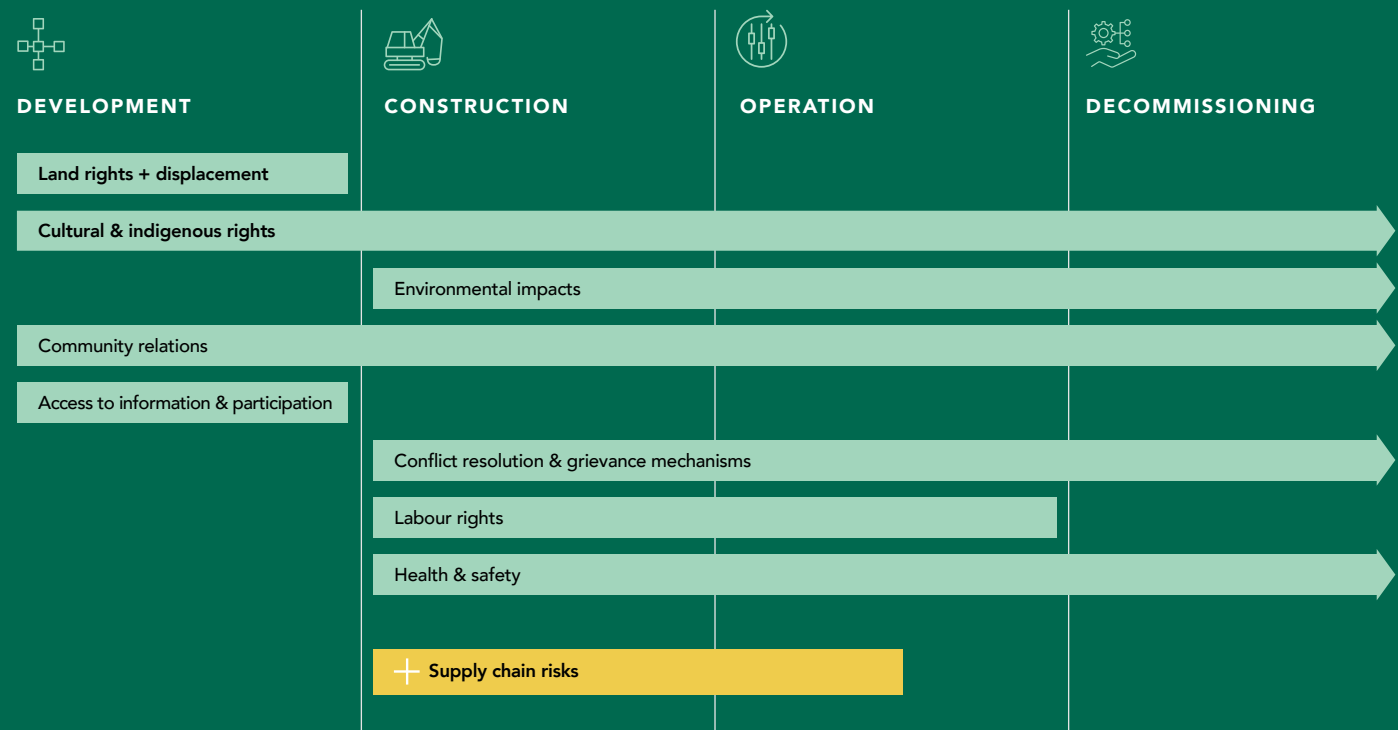 DEVELOPMENT
CONSTRUCTION
OPERATION
DECOMMISSIONING
Land rights + displacement
Cultural & indigenous rights
Environmental impacts
Community relations
Access to information & participation
Conflict resolution & grievance mechanisms
Labour rights
Health & safety
Supply chain risks